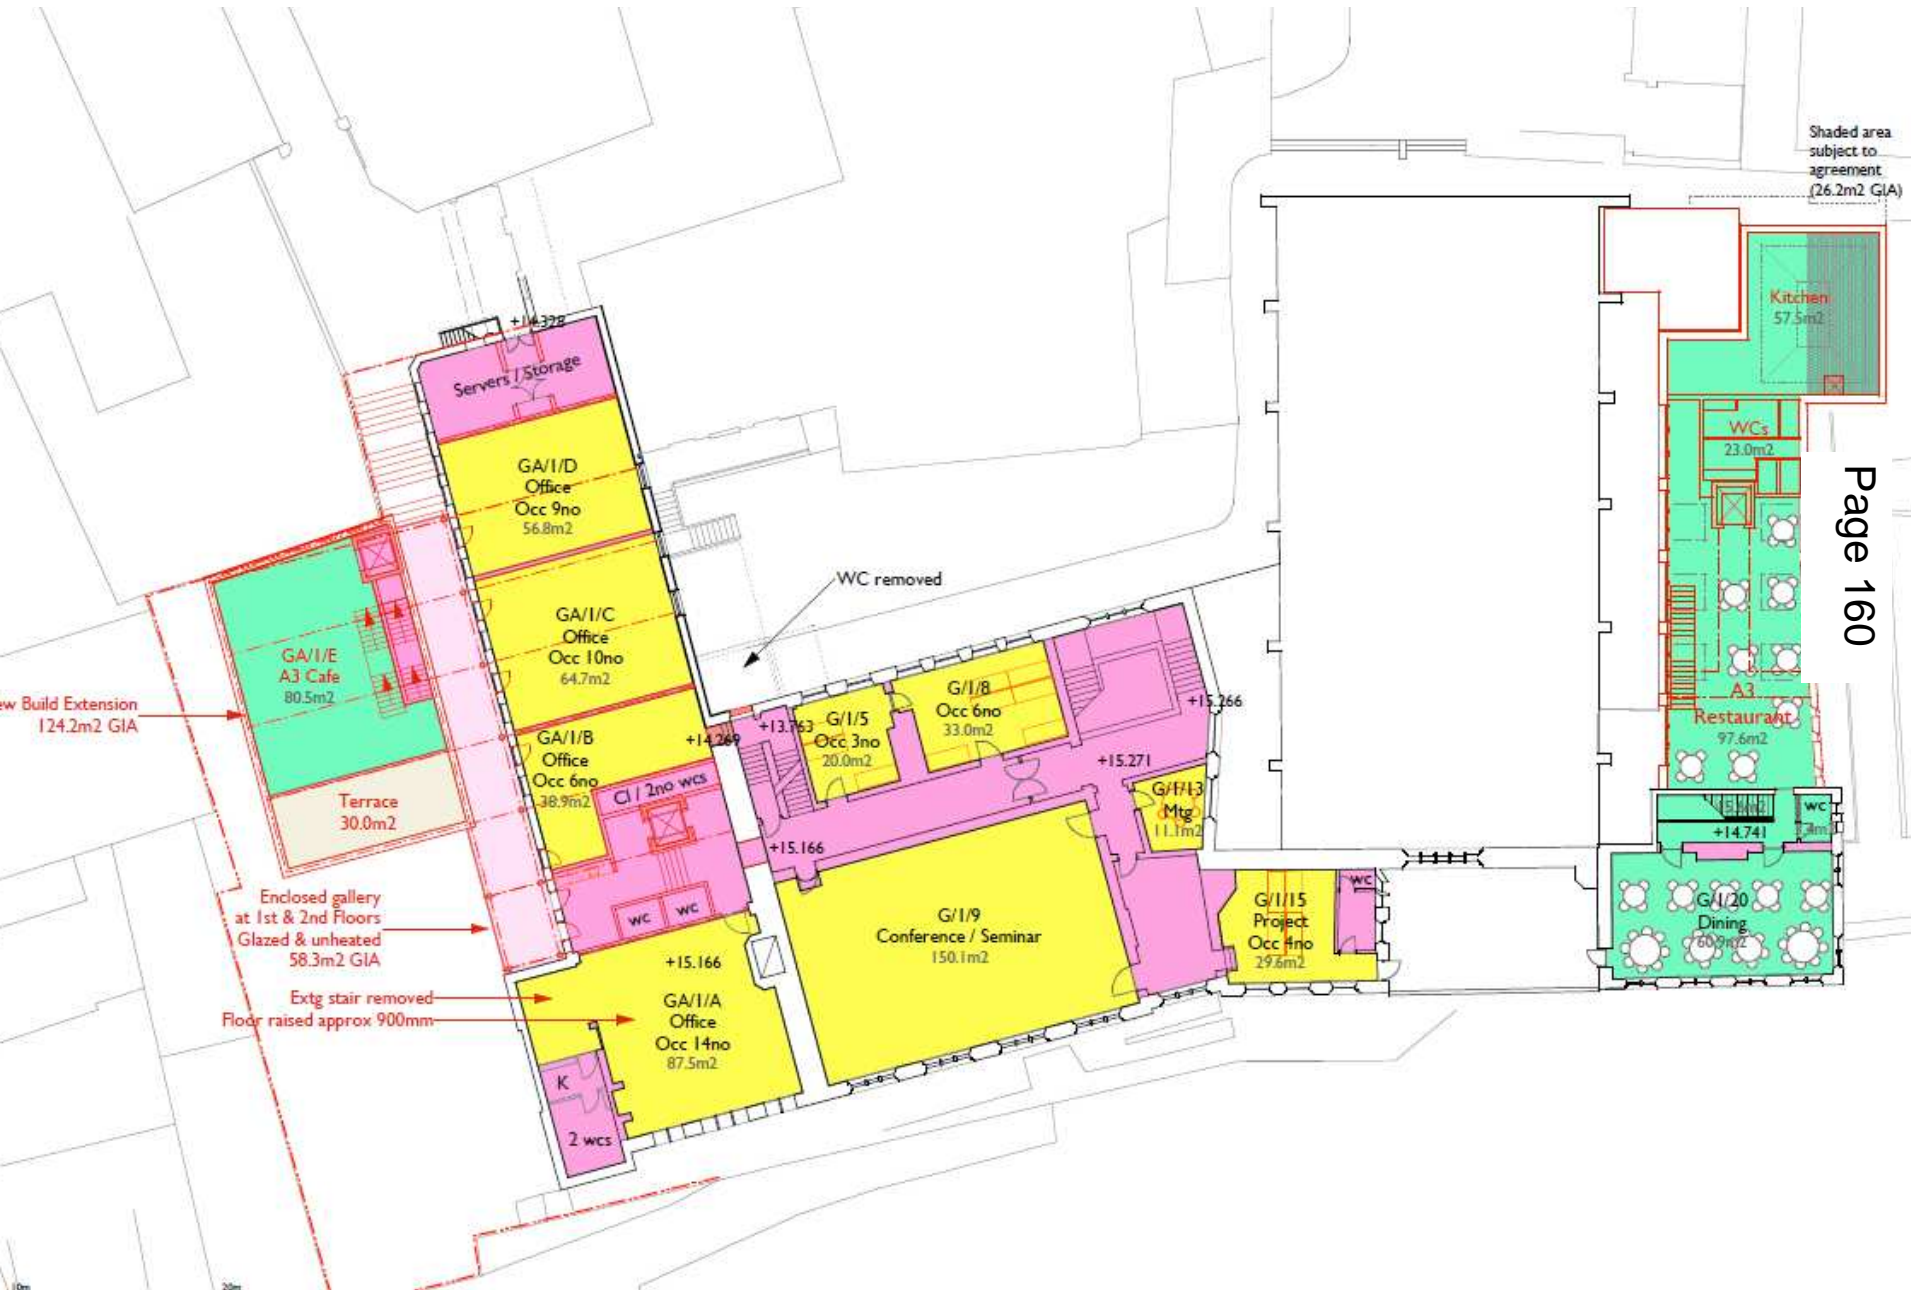 Shaded area
subject to
agreement
(26.2m2 GIA)
Kitchen
57.5m2
WCs
23.0m2
Page 160
A3
Restaurant
97.6m2
wc
+14.741
G/1/20
Dining
60.9m2
+14.328
Servers / Storage
GA/1/D
Office
Occ 9no
56.8m2
GA/1/C
Office
Occ 10no
64.7m2
GA/1/B
Office
Occ 6no
38.9m2
WC removed
GA/1/E
A3 Cafe
80.5m2
ew Build Extension
124.2m2 GIA
Terrace
30.0m2
Cl / 2no wcs
+14.269
+13.763
G/1/5
Occ 3no
20.0m2
G/1/8
Occ 6no
33.0m2
+15.266
+15.271
G/1/13
Mtg
11.1m2
+15.166
wc
wc
Enclosed gallery
at 1st & 2nd Floors
Glazed & unheated
58.3m2 GIA
Extg stair removed
Floor raised approx 900mm
+15.166
GA/1/A
Office
Occ 14no
87.5m2
K
2 wcs
G/1/9
Conference / Seminar
150.1m2
G/1/15
Project
Occ 4no
29.6m2
wc
10m
20m